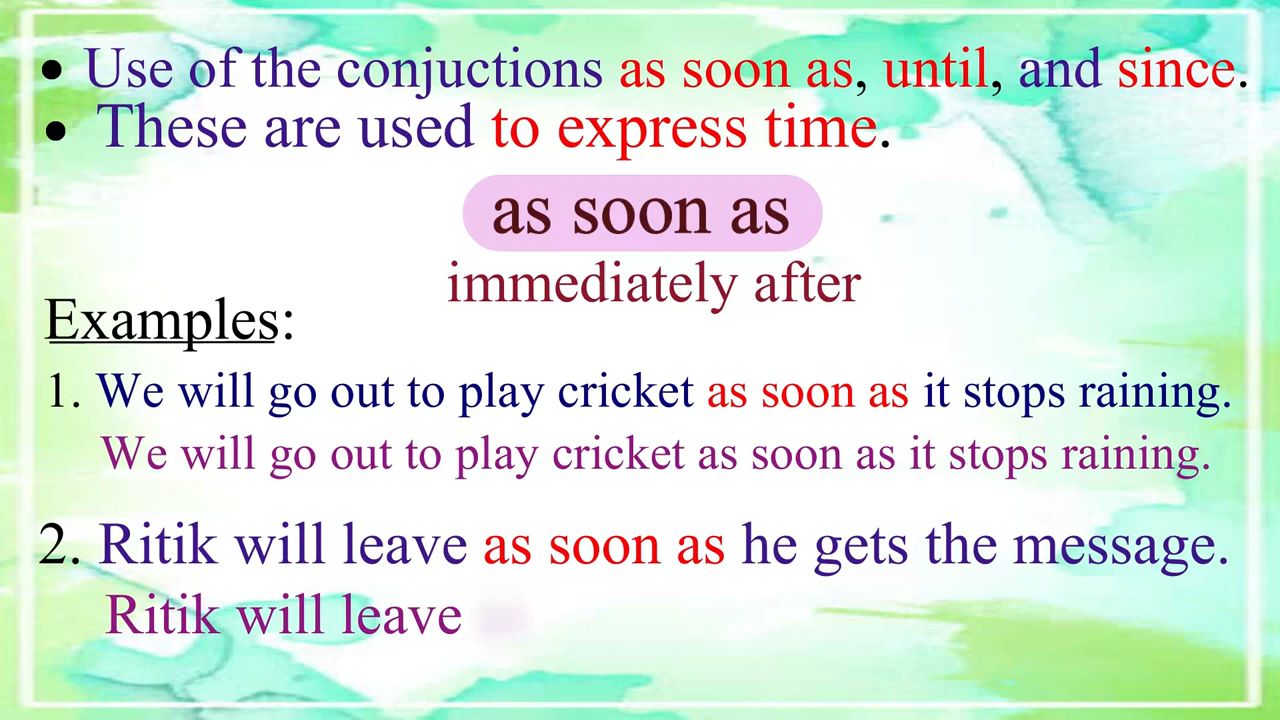 • Use of the conjuctions as soon as, until, and since.
• These are used to express time.
as soon as
immediately after
Examples:
1. We will go out to play cricket as soon as it stops raining.
We will go out to play cricket as soon as it stops raining.
2. Ritik will leave as soon as he gets the message.
Ritik will leave